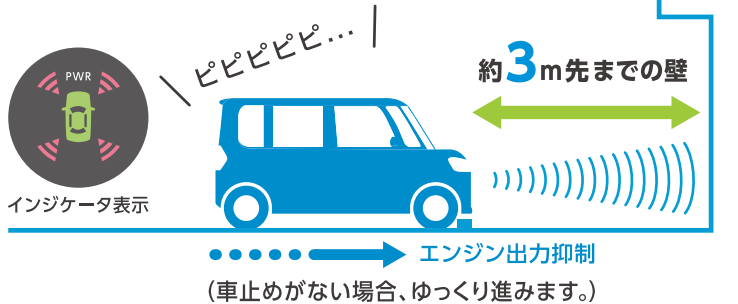 ピピピピピ…
PWR
約3m先までの壁
インジケータ表示
エンジン出力抑制
(車止めがない場合、ゆっくり進みます。)